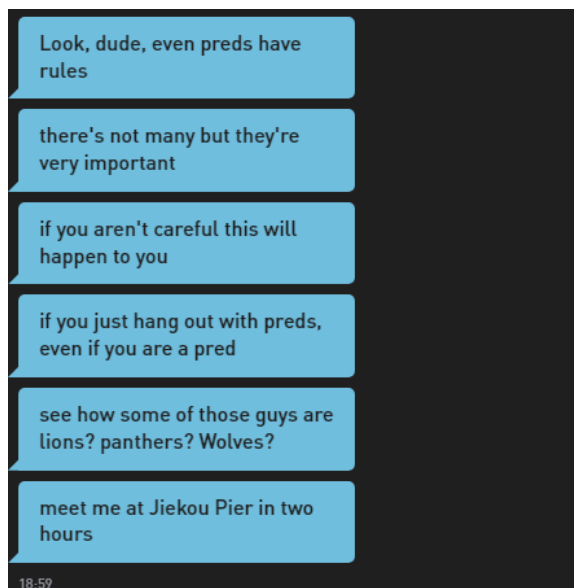 Look, dude, even preds have
rules
there's not many but they're
very important
if you aren't careful this will
happen to you
if you just hang out with preds,
even if you are a pred
see how some of those guys are
lions? panthers? Wolves?
meet me at Jiekou Pier in two
hours
18:59